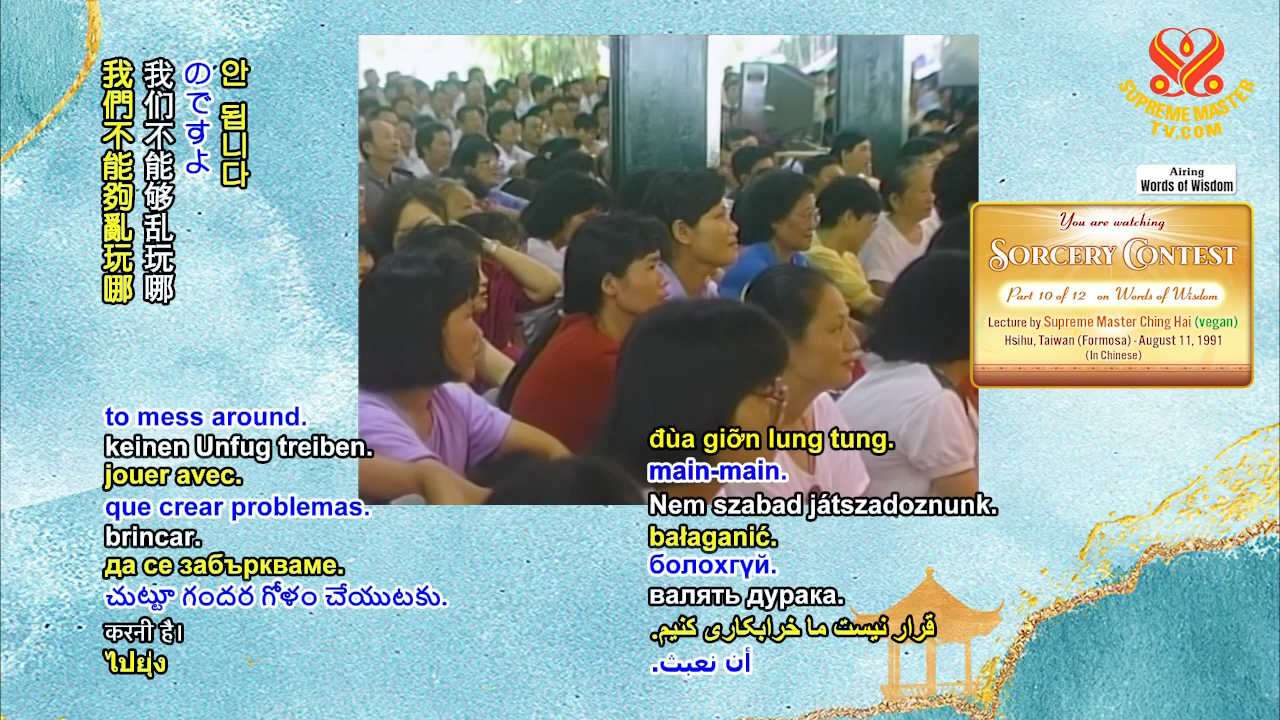 안 됩니다
のですよ
我们不能够乱玩哪
我們不能夠亂玩哪
to mess around.
keinen Unfug treiben.
jouer avec.
que crear problemas.
brincar.
да се забъркваме.
చుట్టూ గందర గోళం చేయుటకు.
करनी है।
ไปยุ่ง
đùa giỡn lung tung.
main-main.
Nem szabad játszadoznunk.
bałaganić.
болохгүй.
валять дурака.
قرار نیست ما خرابکاری کنیم.
أن نعبث.
SUPREME MASTER
TV.COM
Airing
Words of Wisdom
You are watching
SORCERY CONTEST
Part 10 of 12 on Words of Wisdom
Lecture by Supreme Master Ching Hai (vegan)
Hsihu, Taiwan (Formosa) - August 11, 1991
(In Chinese)